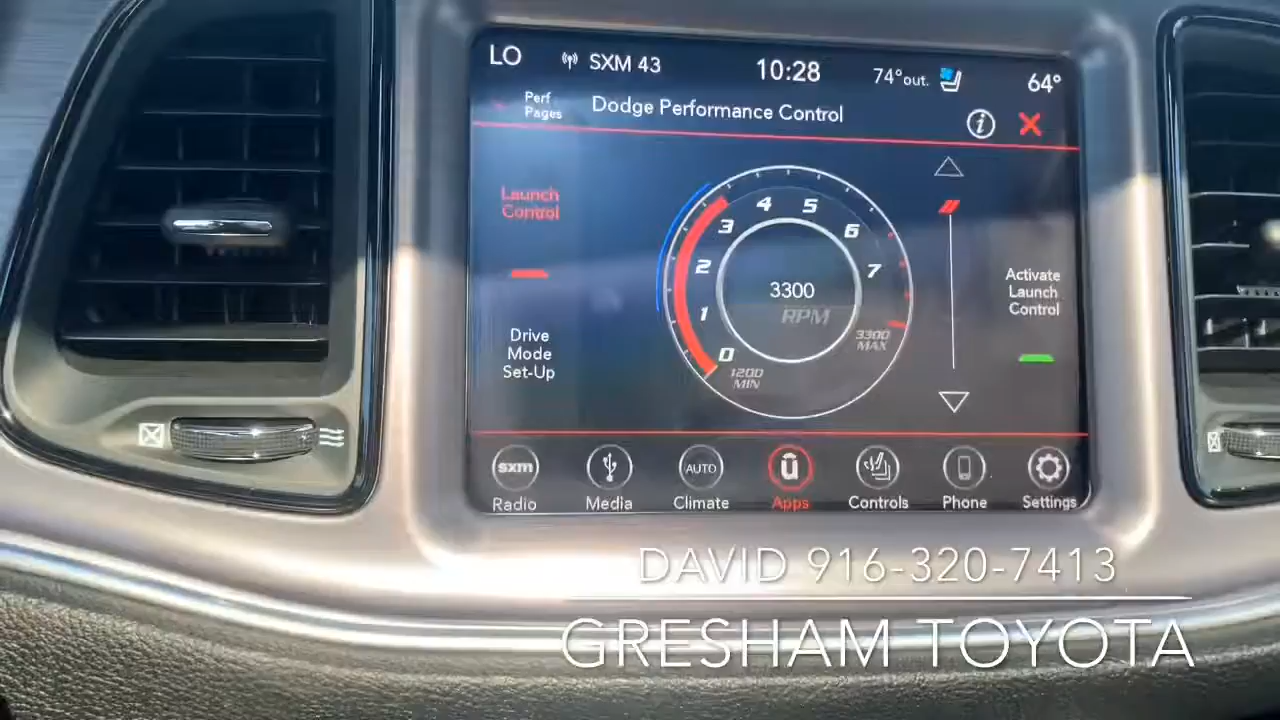 LO SXM 43 10:28 74° out. 64°
Perf
Pages
Dodge Performance Control
i
Launch
Control
Drive
Mode
Set-Up
0 1 2 3 4 5 6 7
3300
RPM
1200
MIN
3300
MAX
Activate
Launch
Control
sxm AUTO u
Radio Media Climate Apps Controls Phone Settings
DAVID 916-320-7413
GRESHAM TOYOTA